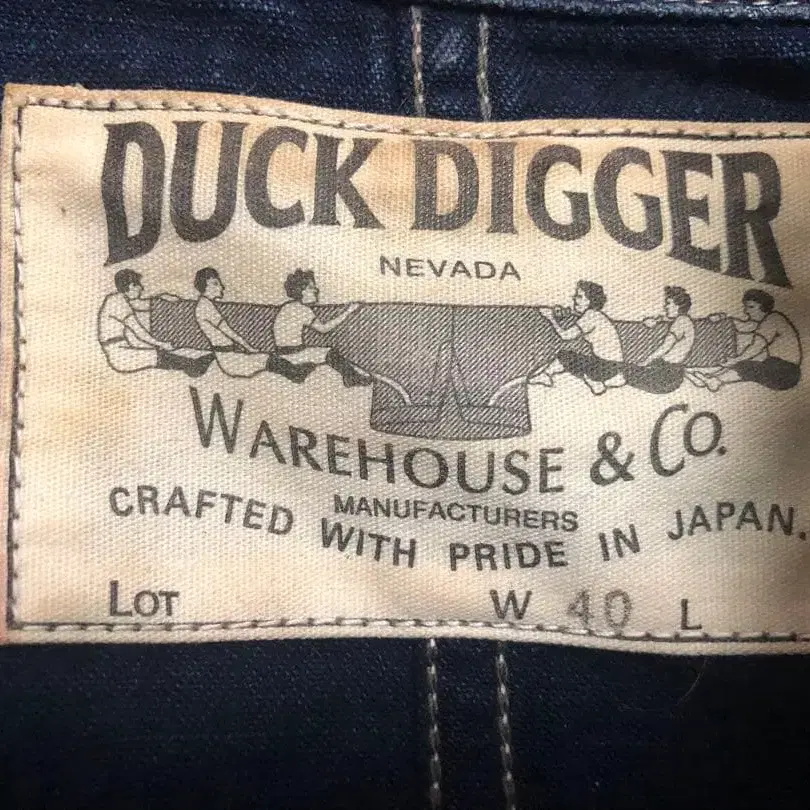 DUCK DIGGER
NEVADA
WAREHOUSE & Co.
MANUFACTURERS
CRAFTED WITH PRIDE IN JAPAN.
LOT W 40 L